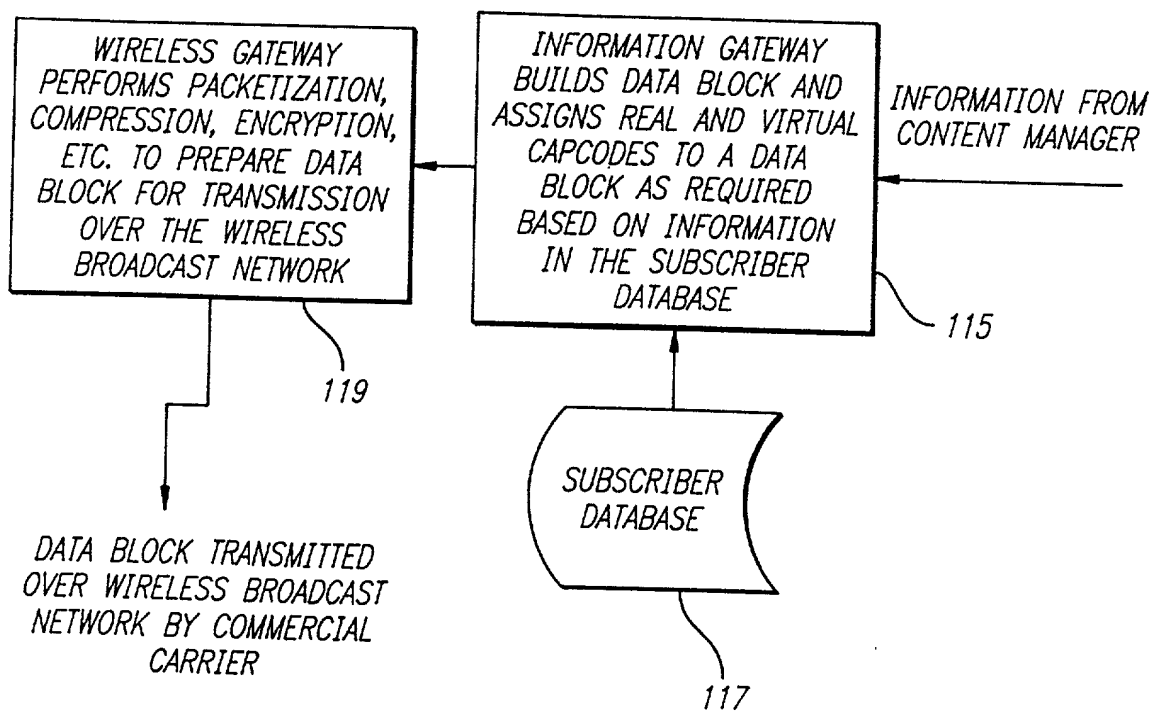 WIRELESS GATEWAY
PERFORMS PACKETIZATION,
COMPRESSION, ENCRYPTION,
ETC. TO PREPARE DATA
BLOCK FOR TRANSMISSION
OVER THE WIRELESS
BROADCAST NETWORK
119
INFORMATION GATEWAY
BUILDS DATA BLOCK AND
ASSIGNS REAL AND VIRTUAL
CAPCODES TO A DATA
BLOCK AS REQUIRED
BASED ON INFORMATION
IN THE SUBSCRIBER
DATABASE
115
INFORMATION FROM
CONTENT MANAGER
SUBSCRIBER
DATABASE
117
DATA BLOCK TRANSMITTED
OVER WIRELESS BROADCAST
NETWORK BY COMMERCIAL
CARRIER